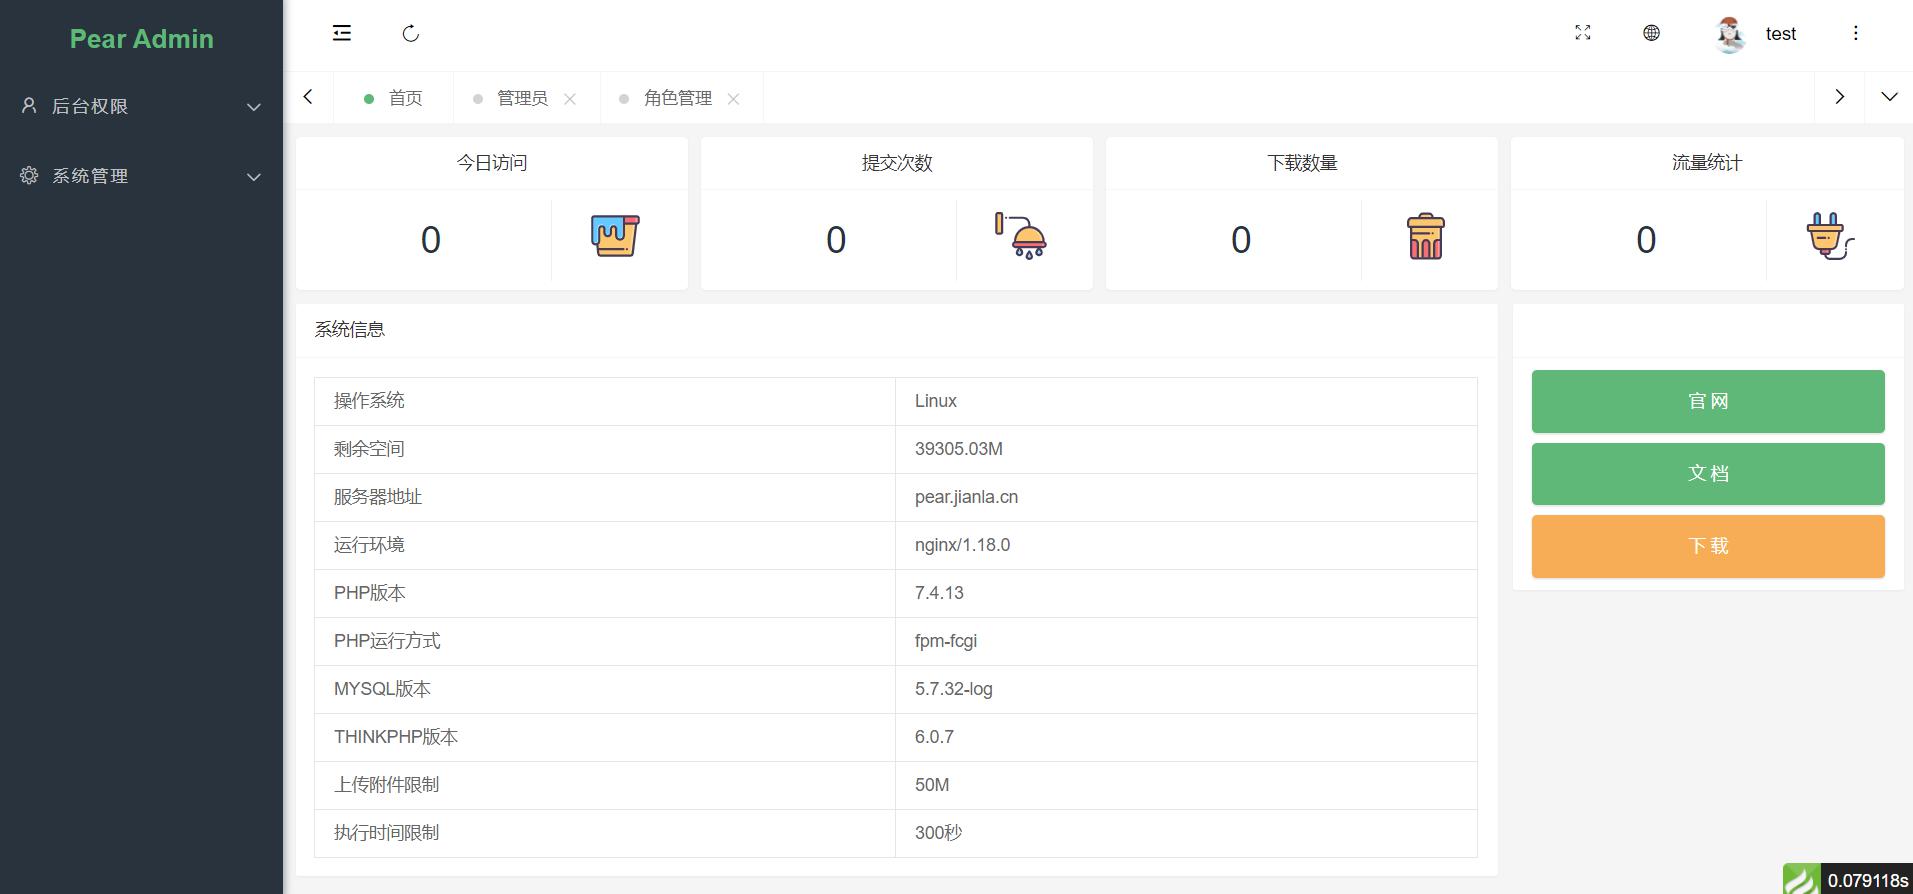 Pear Admin
test
后台权限
系统管理
首页
管理员
角色管理
今日访问
提交次数
下载数量
流量统计
0
0
0
0
系统信息
操作系统 Linux
剩余空间 39305.03M
服务器地址 pear.jianla.cn
运行环境 nginx/1.18.0
PHP版本 7.4.13
PHP运行方式 fpm-fcgi
MYSQL版本 5.7.32-log
THINKPHP版本 6.0.7
上传附件限制 50M
执行时间限制 300秒
官网
文档
下载
0.079118s